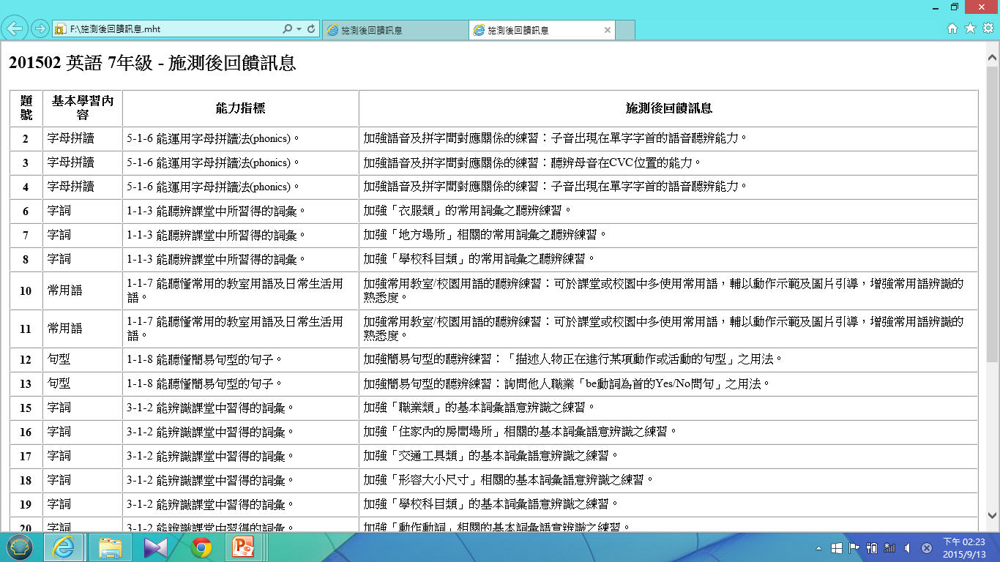 F:\施測後回饋訊息.mht
施測後回饋訊息
施測後回饋訊息
201502 英語 7年級 - 施測後回饋訊息
題號 基本學習內容 能力指標 施測後回饋訊息
2 字母拼讀 5-1-6 能運用字母拼讀法(phonics)。 加強語音及拼字間對應關係的練習：子音出現在單字字首的語音聽辨能力。
3 字母拼讀 5-1-6 能運用字母拼讀法(phonics)。 加強語音及拼字間對應關係的練習：聽辨母音在CVC位置的能力。
4 字母拼讀 5-1-6 能運用字母拼讀法(phonics)。 加強語音及拼字間對應關係的練習：子音出現在單字字首的語音聽辨能力。
6 字詞 1-1-3 能聽辨課堂中所習得的詞彙。 加強「衣服類」的常用詞彙之聽辨練習。
7 字詞 1-1-3 能聽辨課堂中所習得的詞彙。 加強「地方場所」相關的常用詞彙之聽辨練習。
8 字詞 1-1-3 能聽辨課堂中所習得的詞彙。 加強「學校科目類」的常用詞彙之聽辨練習。
10 常用語 1-1-7 能聽懂常用的教室用語及日常生活用語。 加強常用教室/校園用語的聽辨練習：可於課堂或校園中多使用常用語，輔以動作示範及圖片引導，增強常用語辨識的熟悉度。
11 常用語 1-1-7 能聽懂常用的教室用語及日常生活用語。 加強常用教室/校園用語的聽辨練習：可於課堂或校園中多使用常用語，輔以動作示範及圖片引導，增強常用語辨識的熟悉度。
12 句型 1-1-8 能聽懂簡易句型的句子。 加強簡易句型的聽辨練習：「描述人物正在進行某項動作或活動的句型」之用法。
13 句型 1-1-8 能聽懂簡易句型的句子。 加強簡易句型的聽辨練習：詢問他人職業「be動詞為首的Yes/No問句」之用法。
15 字詞 3-1-2 能辨識課堂中習得的詞彙。 加強「職業類」的基本詞彙語意辨識之練習。
16 字詞 3-1-2 能辨識課堂中習得的詞彙。 加強「住家內的房間場所」相關的基本詞彙語意辨識之練習。
17 字詞 3-1-2 能辨識課堂中習得的詞彙。 加強「交通工具類」的基本詞彙語意辨識之練習。
18 字詞 3-1-2 能辨識課堂中習得的詞彙。 加強「形容大小尺寸」相關的基本詞彙語意辨識之練習。
19 字詞 3-1-2 能辨識課堂中習得的詞彙。 加強「學校科目類」的基本詞彙語意辨識之練習。
20 字詞 3-1-2 能辨識課堂中習得的詞彙。 加強「動作動詞」相關的基本詞彙語意辨識之練習。
下午 02:23
2015/9/13